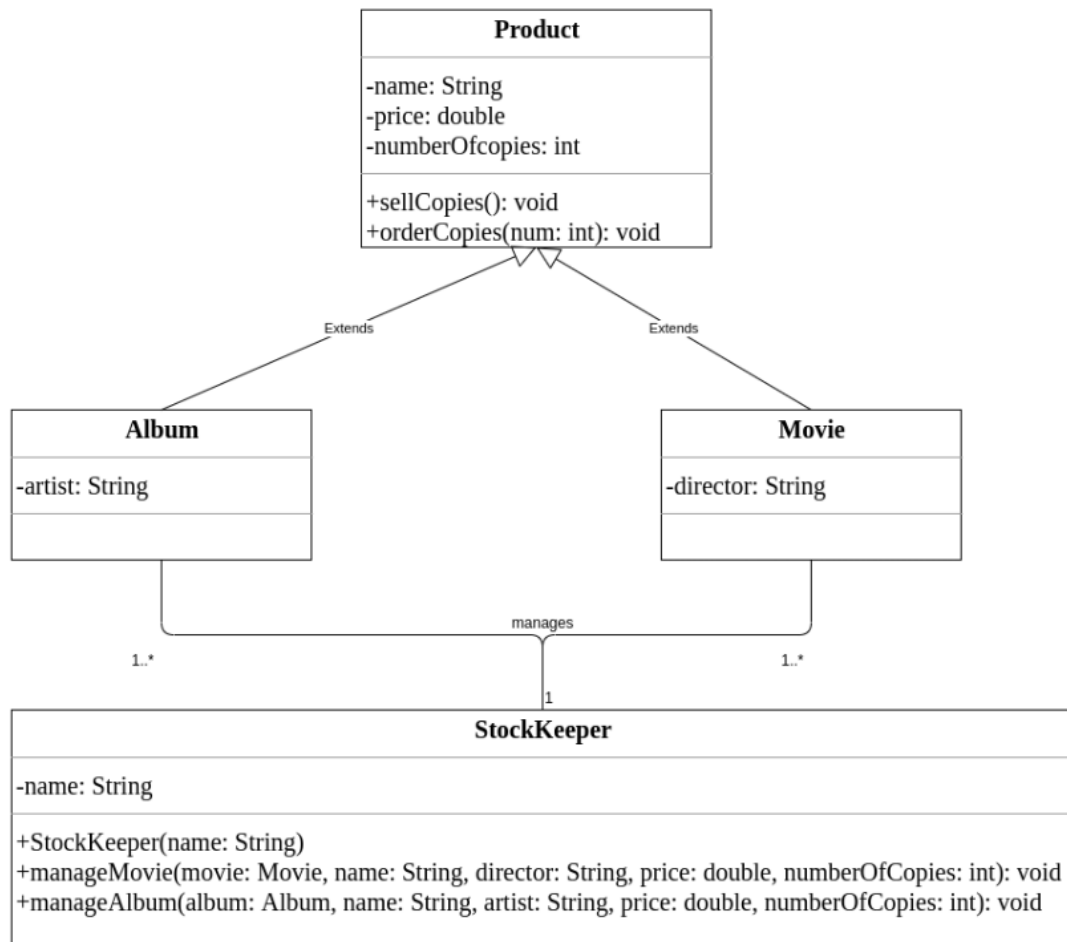 Product
-name: String
-price: double
-numberOfcopies: int
+sellCopies(): void
+orderCopies(num: int): void
Extends
Extends
Album
-artist: String
Movie
-director: String
manages
1..*
1..*
1
StockKeeper
-name: String
+StockKeeper(name: String)
+manageMovie(movie: Movie, name: String, director: String, price: double, numberOfCopies: int): void
+manageAlbum(album: Album, name: String, artist: String, price: double, numberOfCopies: int): void